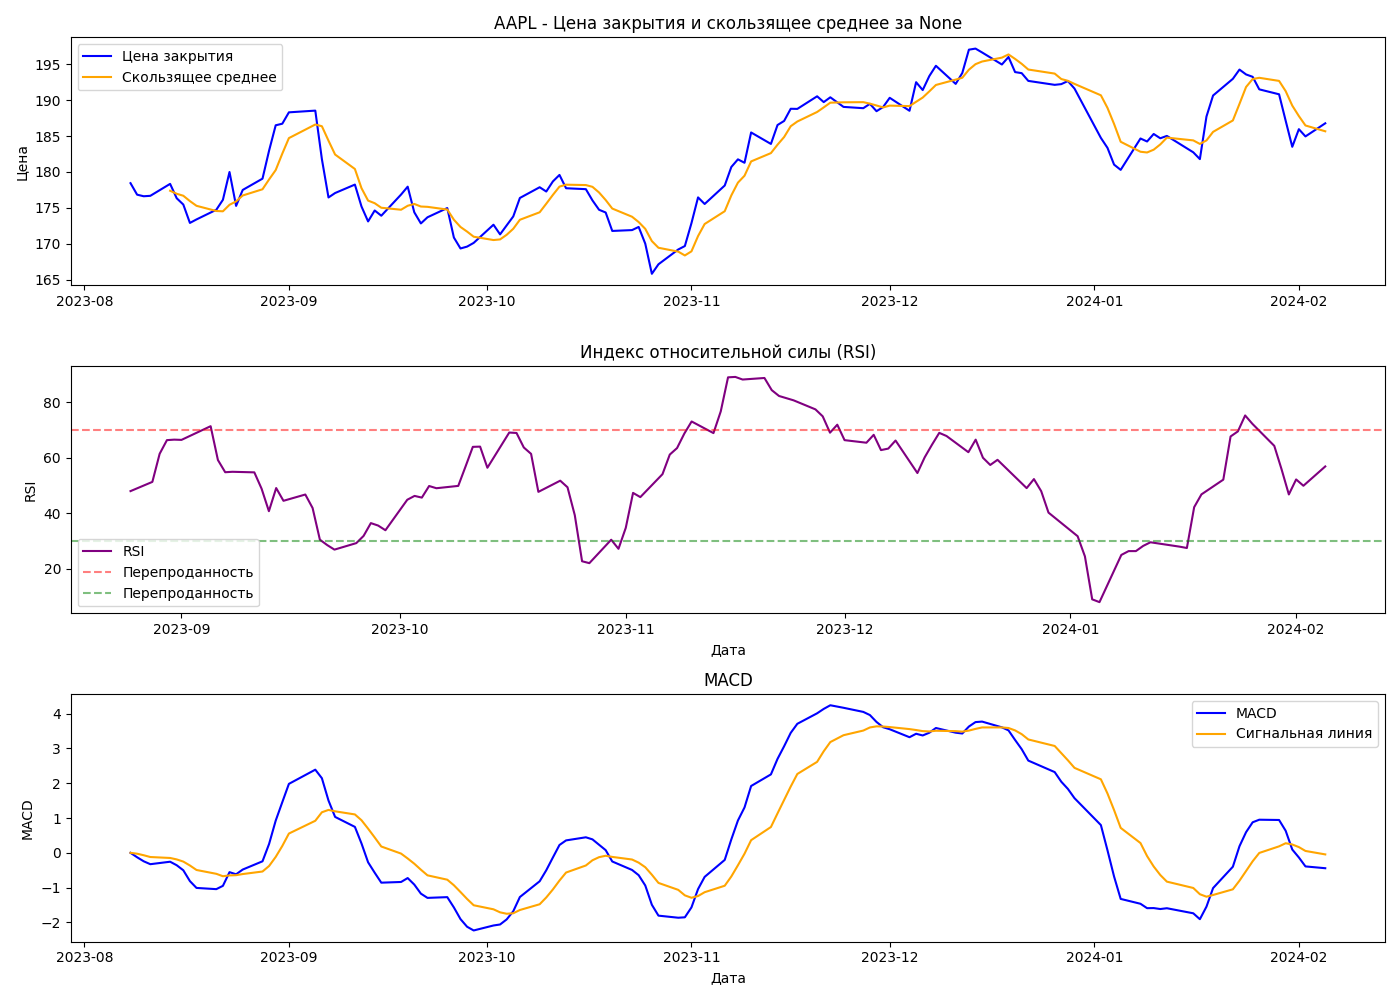 AAPL - Цена закрытия и скользящее среднее за None
Цена закрытия
Скользящее среднее
Цена
195
190
185
180
175
170
165
2023-08
2023-09
2023-10
2023-11
2023-12
2024-01
2024-02
Индекс относительной силы (RSI)
RSI
80
60
40
20
RSI
Перепроданность
Перепроданность
2023-09
2023-10
2023-11
2023-12
2024-01
2024-02
Дата
MACD
MACD
Сигнальная линия
MACD
4
3
2
1
0
−1
−2
2023-08
2023-09
2023-10
2023-11
2023-12
2024-01
2024-02
Дата